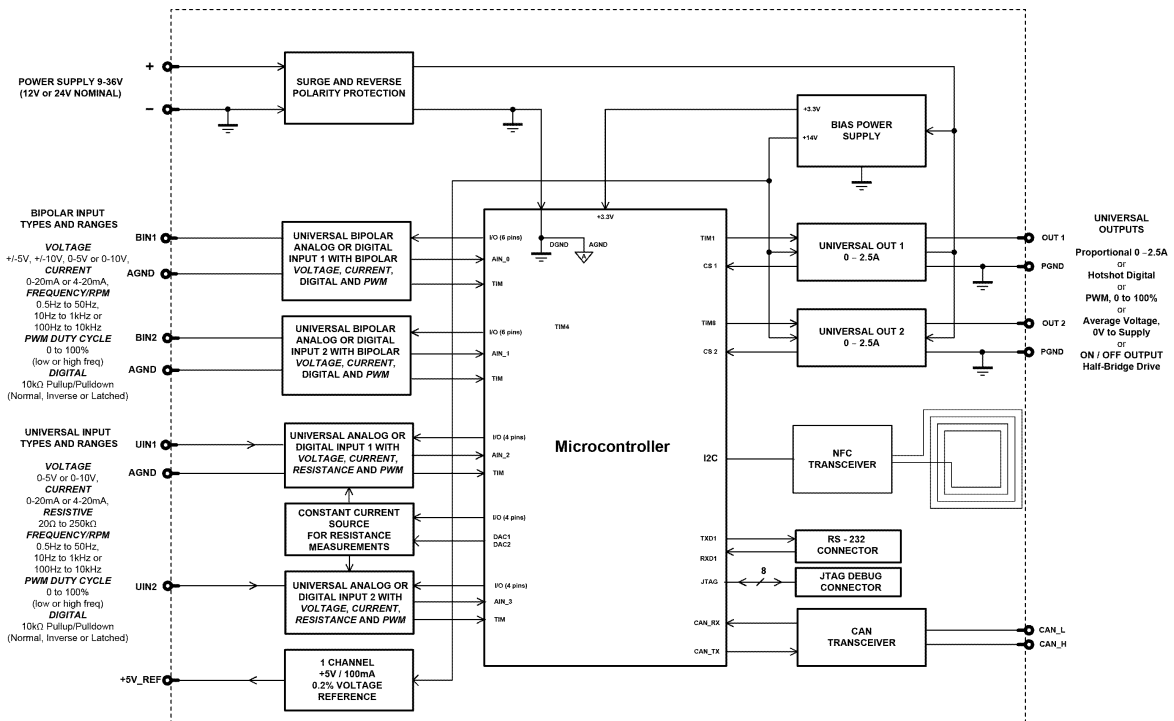 +
POWER SUPPLY 9-36V
(12V or 24V NOMINAL)
–
SURGE AND REVERSE
POLARITY PROTECTION
+3.3V
+14V
BIAS POWER
SUPPLY
BIPOLAR INPUT
TYPES AND RANGES
VOLTAGE
+/-5V, +/-10V, 0-5V or 0-10V,
CURRENT
0-20mA or 4-20mA,
FREQUENCY/RPM
0.5Hz to 50Hz,
10Hz to 1kHz or
100Hz to 10kHz
PWM DUTY CYCLE
0 to 100%
(low or high freq)
DIGITAL
10kΩ Pullup/Pulldown
(Normal, Inverse or Latched)
BIN1
AGND
BIN2
AGND
UNIVERSAL BIPOLAR
ANALOG OR DIGITAL
INPUT 1 WITH BIPOLAR
VOLTAGE, CURRENT,
DIGITAL AND PWM
UNIVERSAL BIPOLAR
ANALOG OR DIGITAL
INPUT 2 WITH BIPOLAR
VOLTAGE, CURRENT,
DIGITAL AND PWM
I/O (6 pins)
AIN_0
TIM
I/O (6 pins)
AIN_1
TIM
+3.3V
DGND
AGND
A
TIM4
Microcontroller
TIM1
CS 1
TIM8
CS 2
UNIVERSAL OUT 1
0 – 2.5A
UNIVERSAL OUT 2
0 – 2.5A
OUT 1
PGND
OUT 2
PGND
UNIVERSAL
OUTPUTS
Proportional 0 –2.5A
or
Hotshot Digital
or
PWM, 0 to 100%
or
Average Voltage,
0V to Supply
or
ON / OFF OUTPUT
Half-Bridge Drive
UNIVERSAL INPUT
TYPES AND RANGES
VOLTAGE
0-5V or 0-10V,
CURRENT
0-20mA or 4-20mA,
RESISTIVE
20Ω to 250kΩ
FREQUENCY/RPM
0.5Hz to 50Hz,
10Hz to 1kHz or
100Hz to 10kHz
PWM DUTY CYCLE
0 to 100%
(low or high freq)
DIGITAL
10kΩ Pullup/Pulldown
(Normal, Inverse or Latched)
UIN1
AGND
UIN2
+5V_REF
UNIVERSAL ANALOG OR
DIGITAL INPUT 1 WITH
VOLTAGE, CURRENT,
RESISTANCE AND PWM
CONSTANT CURRENT
SOURCE
FOR RESISTANCE
MEASUREMENTS
UNIVERSAL ANALOG OR
DIGITAL INPUT 2 WITH
VOLTAGE, CURRENT,
RESISTANCE AND PWM
1 CHANNEL
+5V / 100mA
0.2% VOLTAGE
REFERENCE
I/O (4 pins)
AIN_2
TIM
I/O (4 pins)
DAC1
DAC2
I/O (4 pins)
AIN_3
TIM
I2C
NFC
TRANSCEIVER
TXD1
RXD1
RS - 232
CONNECTOR
JTAG
8
JTAG DEBUG
CONNECTOR
CAN_RX
CAN_TX
CAN
TRANSCEIVER
CAN_L
CAN_H